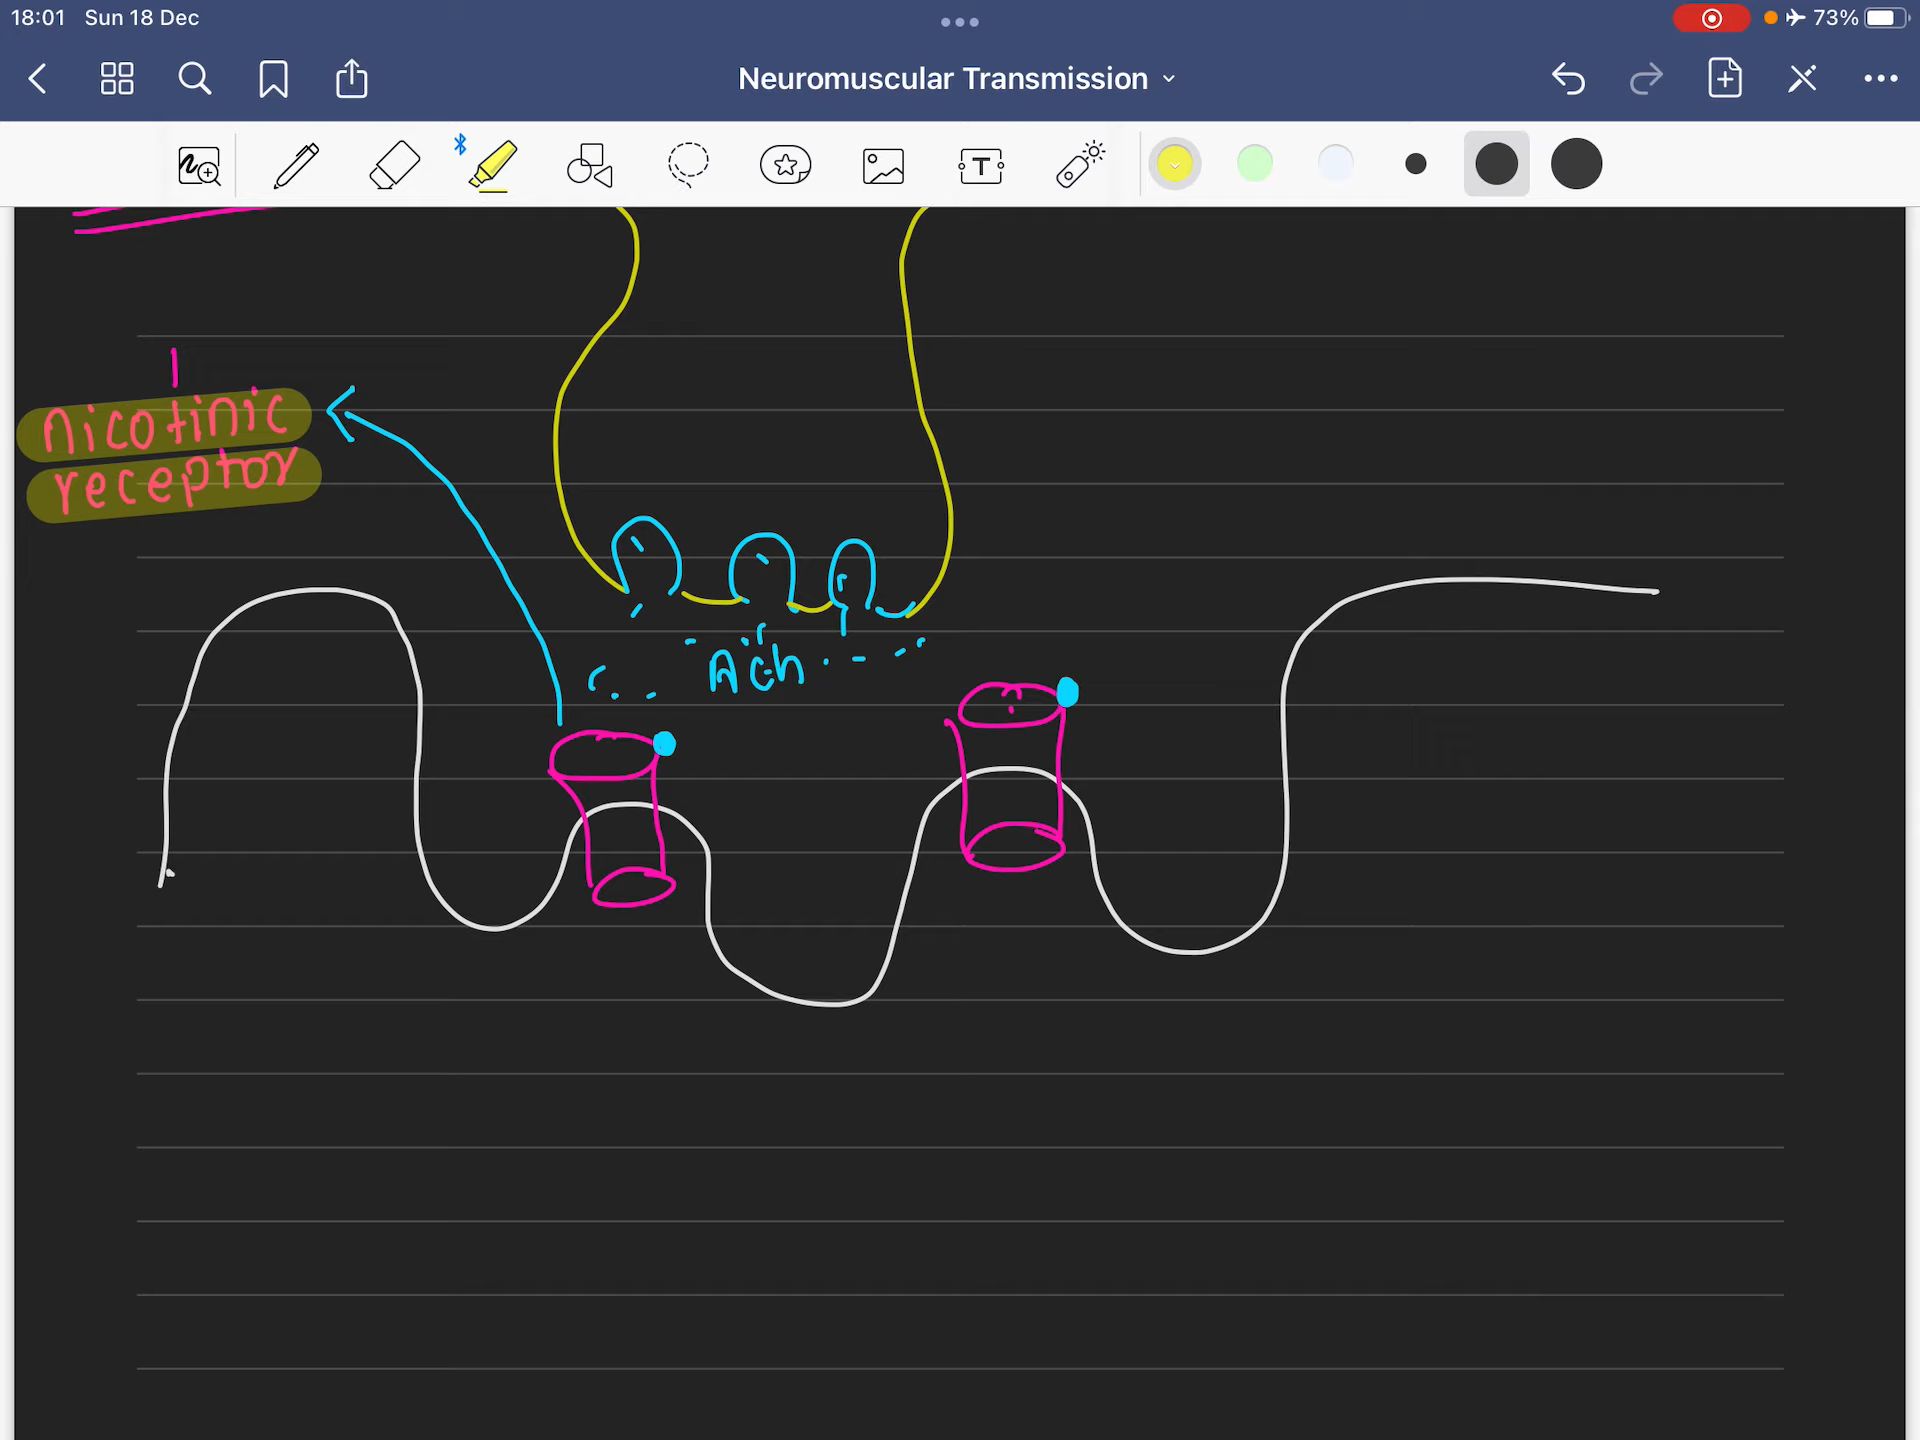 18:01 Sun 18 Dec
73%
Neuromuscular Transmission
T
nicotinic
receptor
Ach